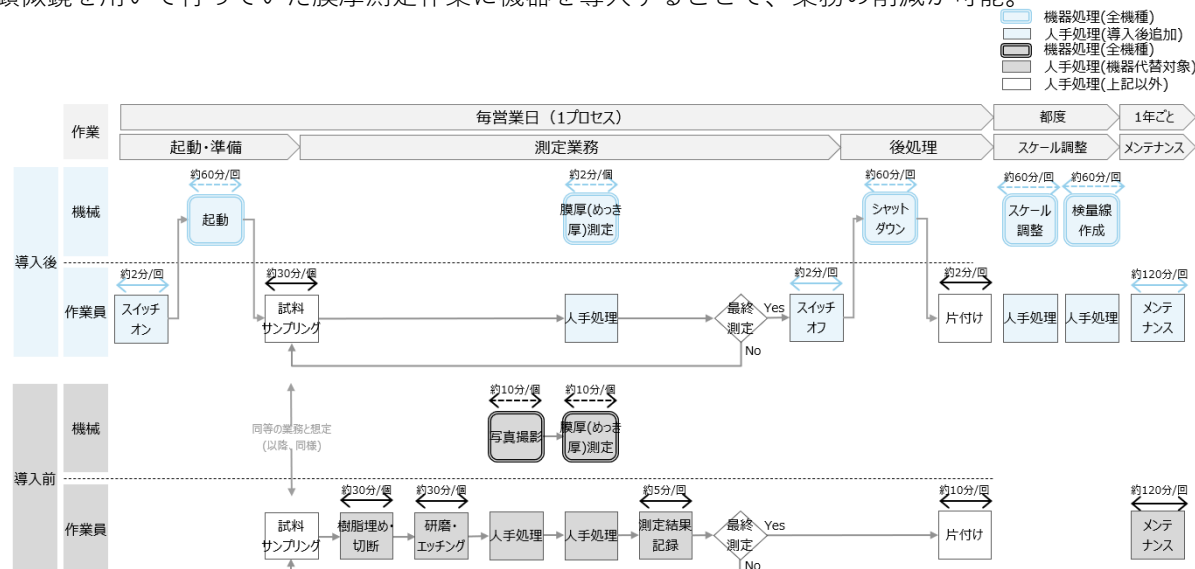 顕微鏡を用いて行っていた膜厚測定作業に機器を導入することで、業務の削減が可能。
機器処理(全機種)
人手処理(導入後追加)
機器処理(全機種)
人手処理(機器代替対象)
人手処理(上記以外)
作業
毎営業日（1プロセス）
都度
1年ごと
起動・準備
測定業務
後処理
スケール調整
メンテナンス
導入後
機械
約60分/回
起動
約2分/個
膜厚(めっき
厚)測定
約60分/回
シャット
ダウン
約60分/回
スケール
調整
約60分/回
検量線
作成
作業員
約2分/回
スイッチ
オン
約30分/個
試料
サンプリング
人手処理
最終
測定
Yes
No
約2分/回
スイッチ
オフ
約2分/回
片付け
人手処理
人手処理
約120分/回
メンテ
ナンス
同等の業務と想定
(以降、同様)
導入前
機械
約10分/個
写真撮影
約10分/個
膜厚(めっき
厚)測定
作業員
試料
サンプリング
約30分/個
樹脂埋め・
切断
約30分/個
研磨・
エッチング
人手処理
人手処理
約5分/回
測定結果
記録
最終
測定
Yes
No
約10分/回
片付け
約120分/回
メンテ
ナンス